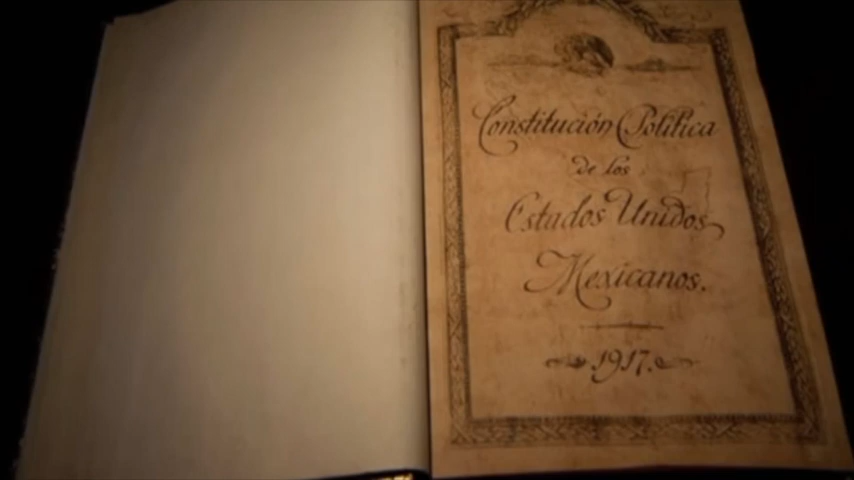 Constitución Política
de los
Estados Unidos
Mexicanos.
1917.